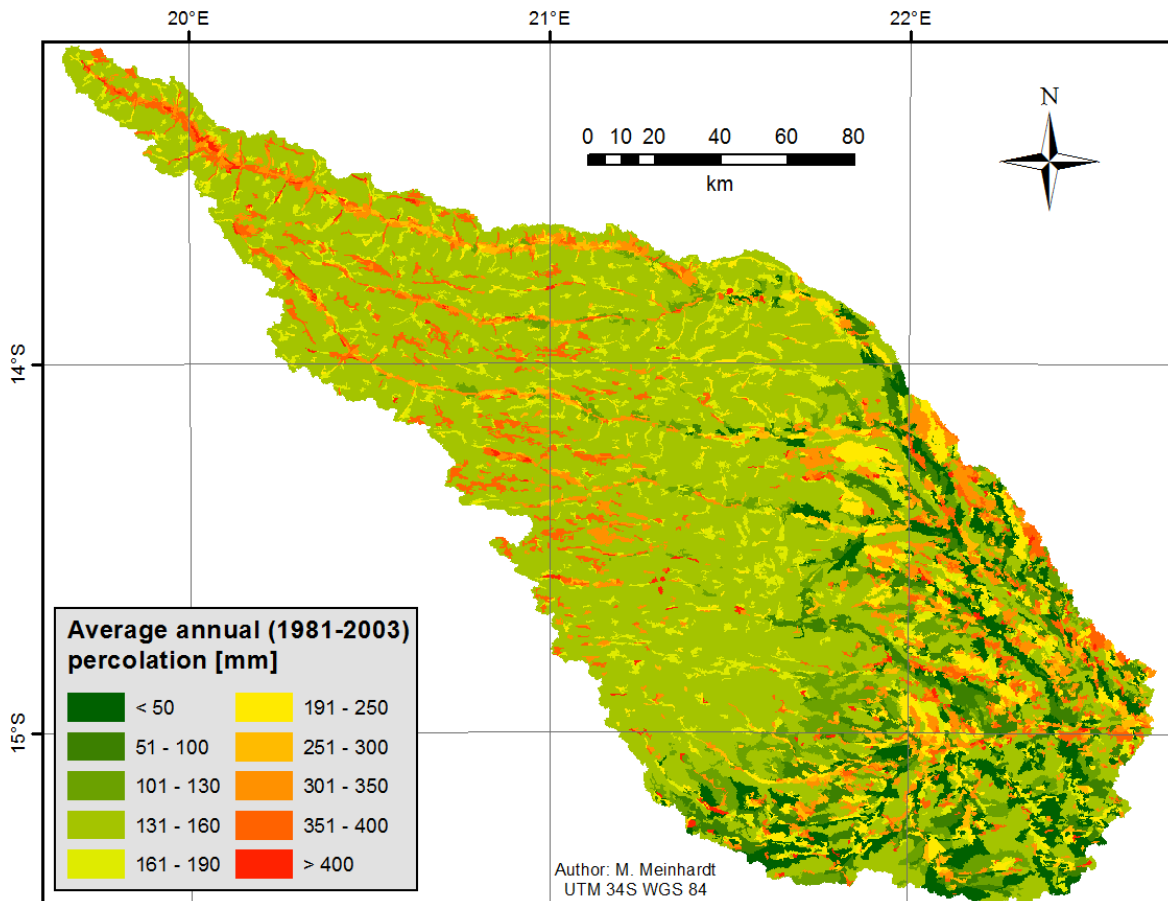 20°E 21°E 22°E
N
0 10 20 40 60 80
km
14°S
15°S
Average annual (1981-2003)
percolation [mm]
< 50 191 - 250
51 - 100 251 - 300
101 - 130 301 - 350
131 - 160 351 - 400
161 - 190 > 400
Author: M. Meinhardt
UTM 34S WGS 84